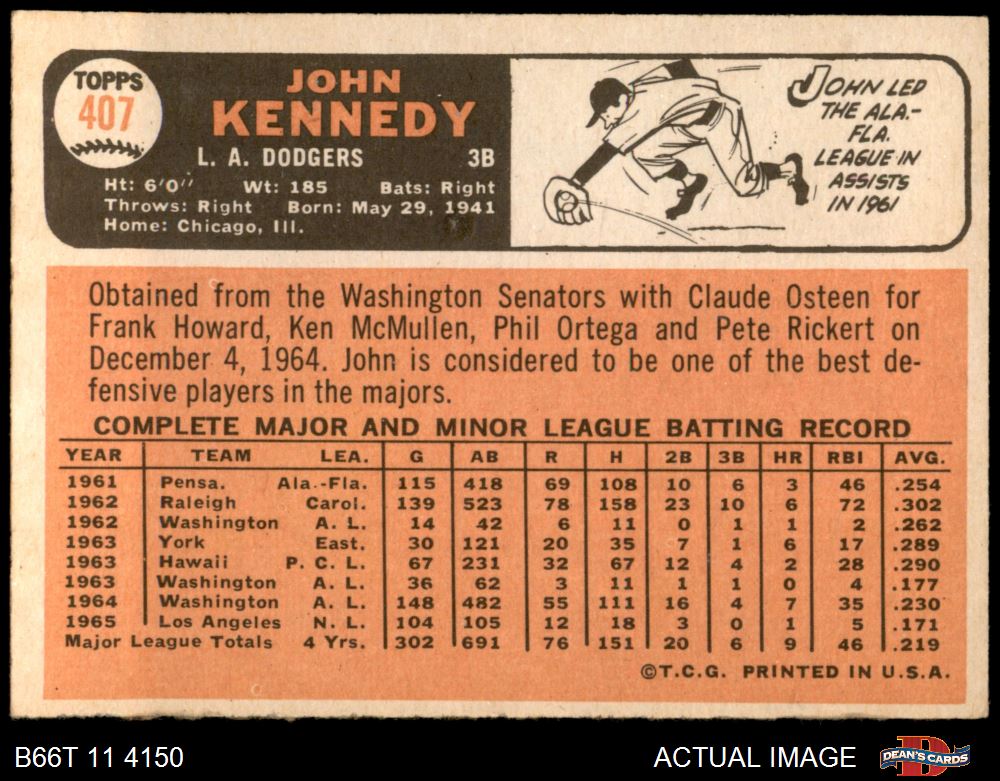 TOPPS
407
JOHN
KENNEDY
L. A. DODGERS 3B
Ht: 6'0'' Wt: 185 Bats: Right
Throws: Right Born: May 29, 1941
Home: Chicago, Ill.
JOHN LED
THE ALA.-
FLA.
LEAGUE IN
ASSISTS
IN 1961
Obtained from the Washington Senators with Claude Osteen for
Frank Howard, Ken McMullen, Phil Ortega and Pete Rickert on
December 4, 1964. John is considered to be one of the best de-
fensive players in the majors.
COMPLETE MAJOR AND MINOR LEAGUE BATTING RECORD
YEAR TEAM LEA. G AB R H 2B 3B HR RBI AVG.
1961 Pensa. Ala.-Fla. 115 418 69 108 10 6 3 46 .254
1962 Raleigh Carol. 139 523 78 158 23 10 6 72 .302
1962 Washington A. L. 14 42 6 11 0 1 1 2 .262
1963 York East. 30 121 20 35 7 1 6 17 .289
1963 Hawaii P. C. L. 67 231 32 67 12 4 2 28 .290
1963 Washington A. L. 36 62 3 11 1 1 0 4 .177
1964 Washington A. L. 148 482 55 111 16 4 7 35 .230
1965 Los Angeles N. L. 104 105 12 18 3 0 1 5 .171
Major League Totals 4 Yrs. 302 691 76 151 20 6 9 46 .219
©T.C.G. PRINTED IN U.S.A.
B66T 11 4150 ACTUAL IMAGE DEAN'S CARDS